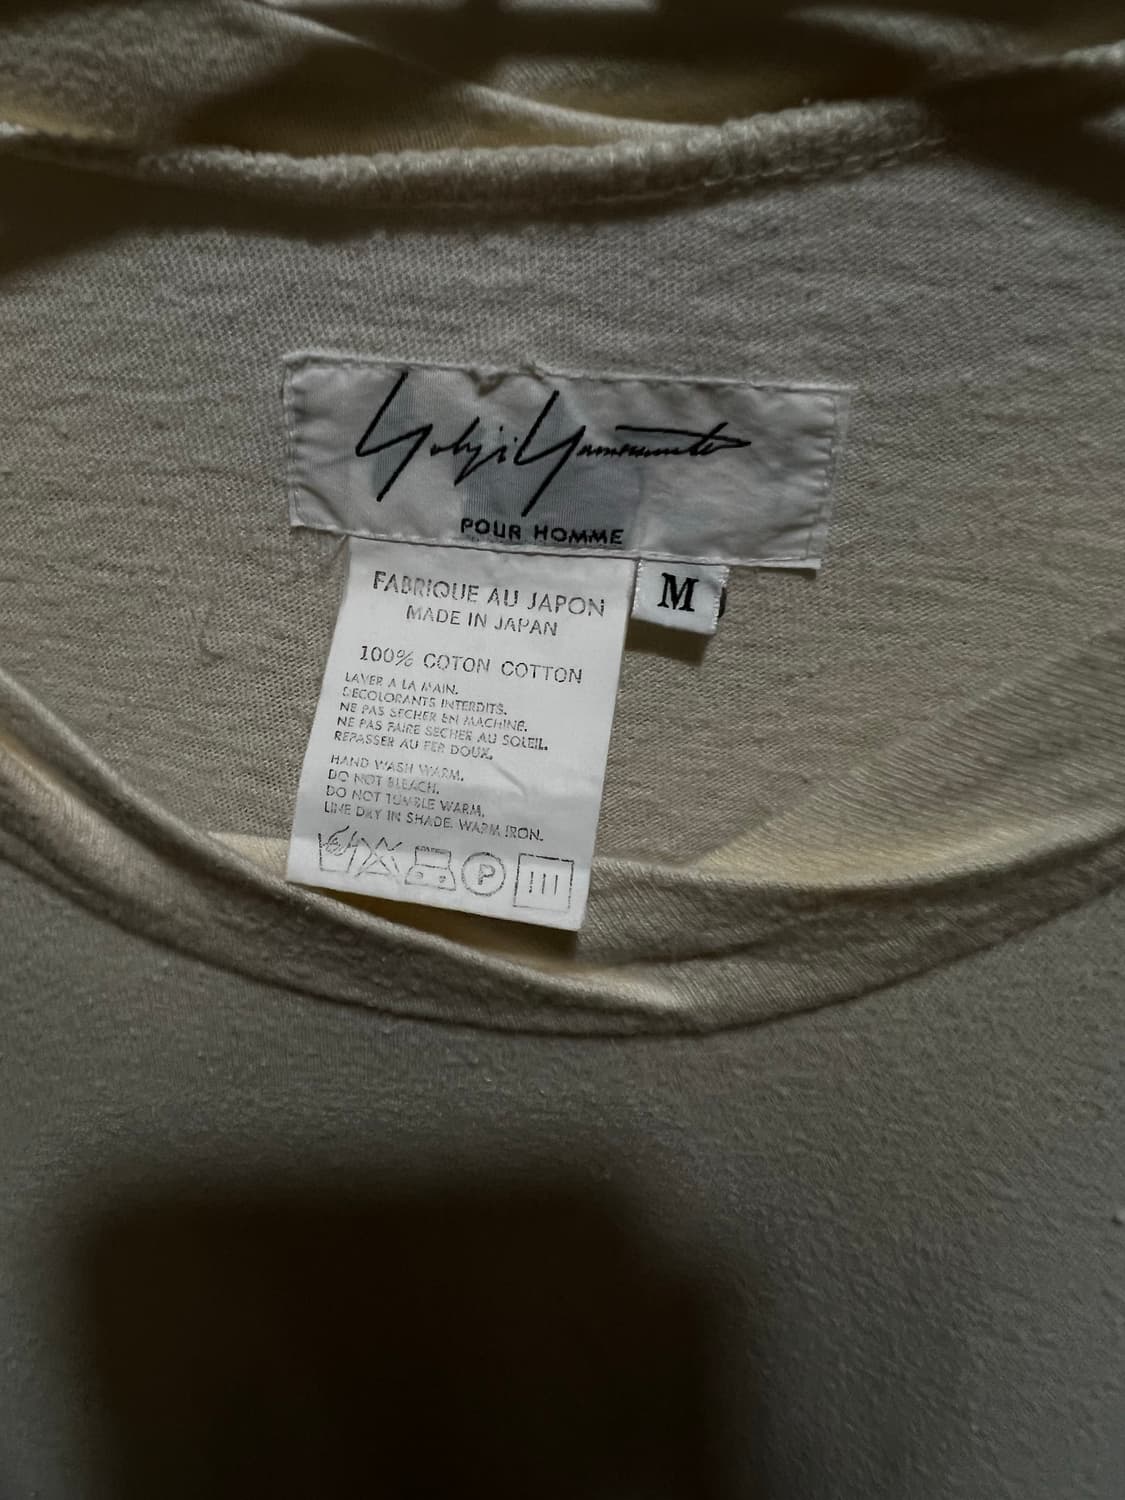 Yohji Yamamoto
POUR HOMME
M
FABRIQUE AU JAPON
MADE IN JAPAN
100% COTON COTTON
LAVER A LA MAIN.
DECOLORANTS INTERDITS.
NE PAS SECHER EN MACHINE.
NE PAS FAIRE SECHER AU SOLEIL.
REPASSER AU FER DOUX.
HAND WASH WARM.
DO NOT BLEACH.
DO NOT TUMBLE WARM.
LINE DRY IN SHADE. WARM IRON.
P